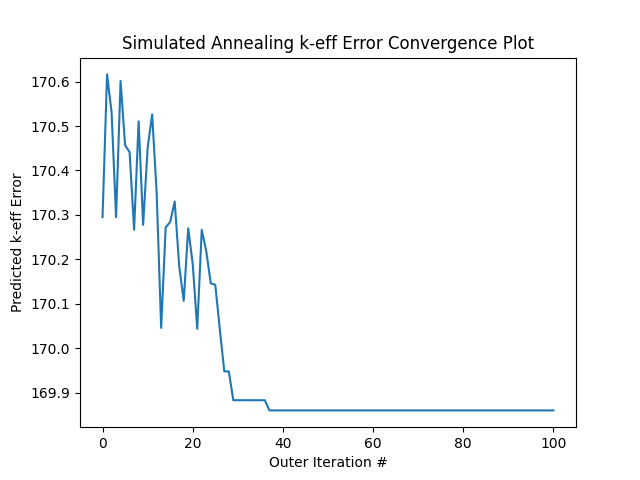 Simulated Annealing k-eff Error Convergence Plot
170.6
170.5
170.4
170.3
170.2
170.1
170.0
169.9
Predicted k-eff Error
0 20 40 60 80 100
Outer Iteration #